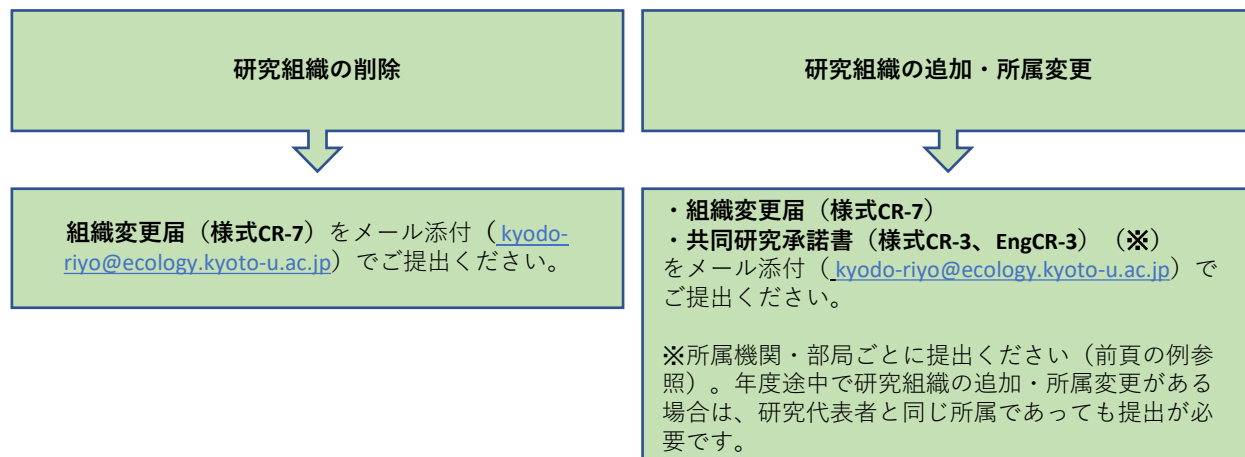 研究組織の削除
組織変更届（様式CR-7）をメール添付（ kyodo-
riyo@ecology.kyoto-u.ac.jp）でご提出ください。
研究組織の追加・所属変更
・組織変更届（様式CR-7）
・共同研究承諾書（様式CR-3、EngCR-3）（※）
をメール添付（ kyodo-riyo@ecology.kyoto-u.ac.jp）で
ご提出ください。
※所属機関・部局ごとに提出ください（前頁の例参
照）。年度途中で研究組織の追加・所属変更がある
場合は、研究代表者と同じ所属であっても提出が必
要です。